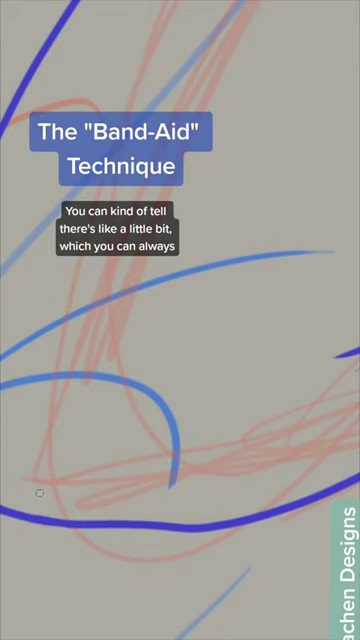 The "Band-Aid"
Technique
You can kind of tell
there's like a little bit,
which you can always
achen Designs